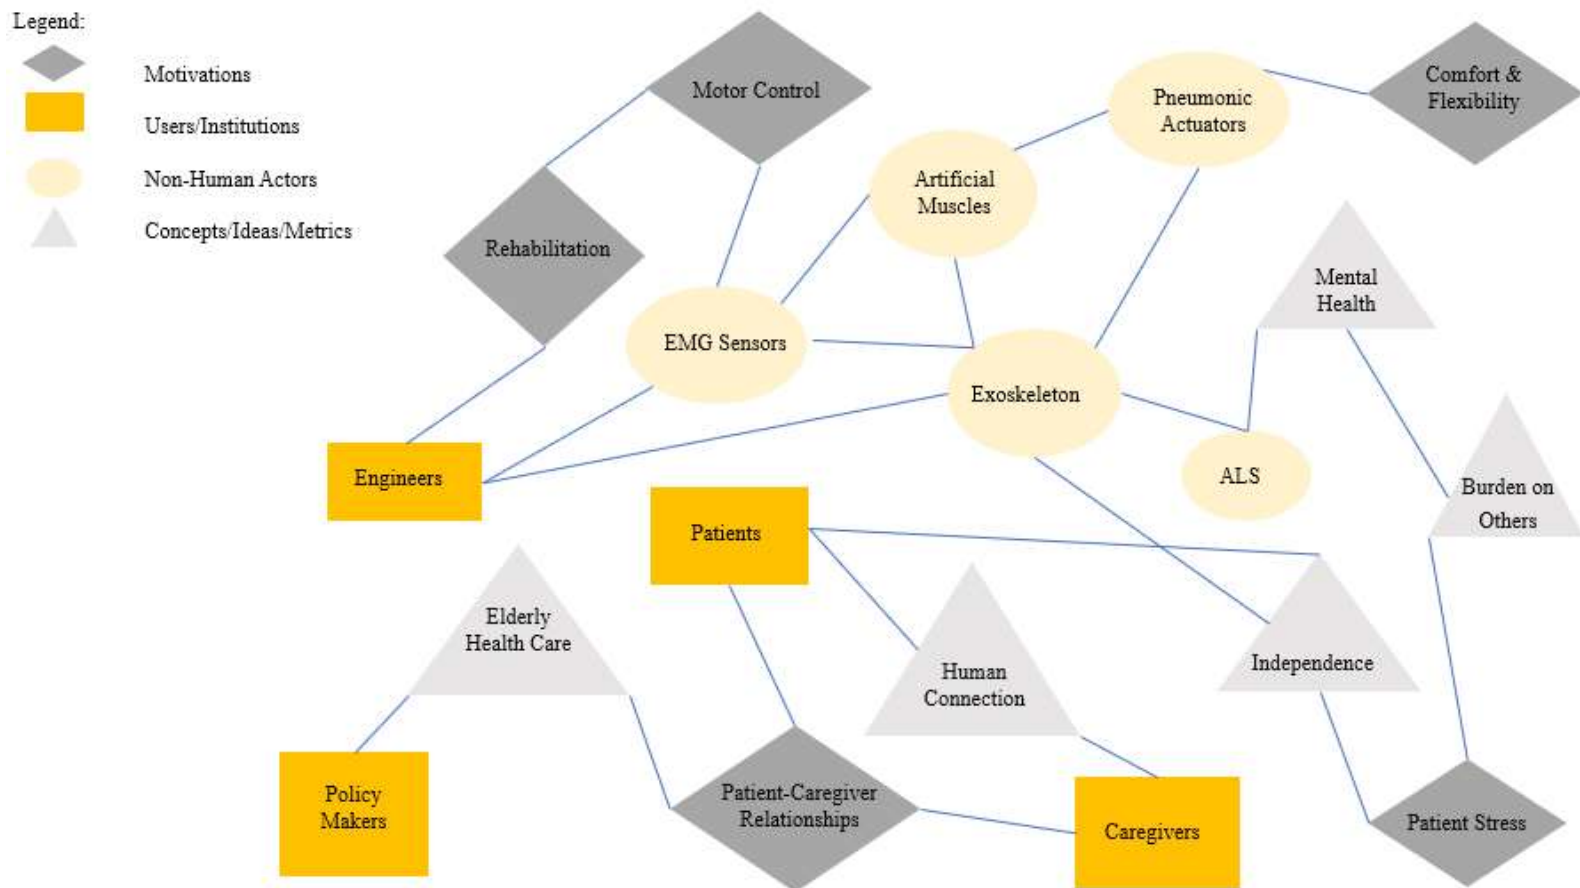 Legend:
Motivations
Users/Institutions
Non-Human Actors
Concepts/Ideas/Metrics
Motor Control
Rehabilitation
Pneumonic
Actuators
Comfort &
Flexibility
Artificial
Muscles
EMG Sensors
Mental
Health
Exoskeleton
Engineers
ALS
Burden on
Others
Patients
Elderly
Health Care
Human
Connection
Independence
Policy
Makers
Patient-Caregiver
Relationships
Caregivers
Patient Stress